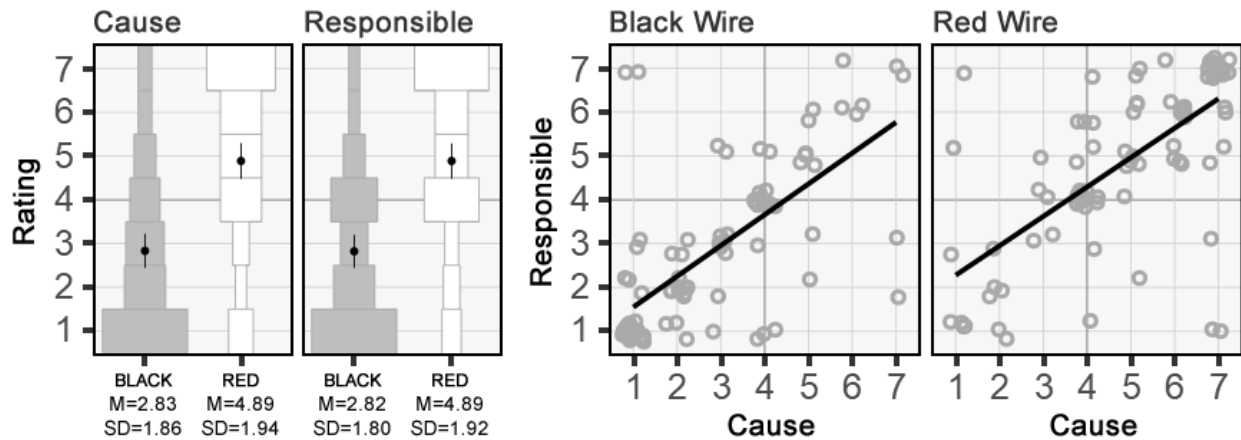 Cause
Responsible
Black Wire
Red Wire
Rating
7
6
5
4
3
2
1
BLACK
M=2.83
SD=1.86
RED
M=4.89
SD=1.94
BLACK
M=2.82
SD=1.80
RED
M=4.89
SD=1.92
Responsible
7
6
5
4
3
2
1
1 2 3 4 5 6 7
Cause
1 2 3 4 5 6 7
Cause